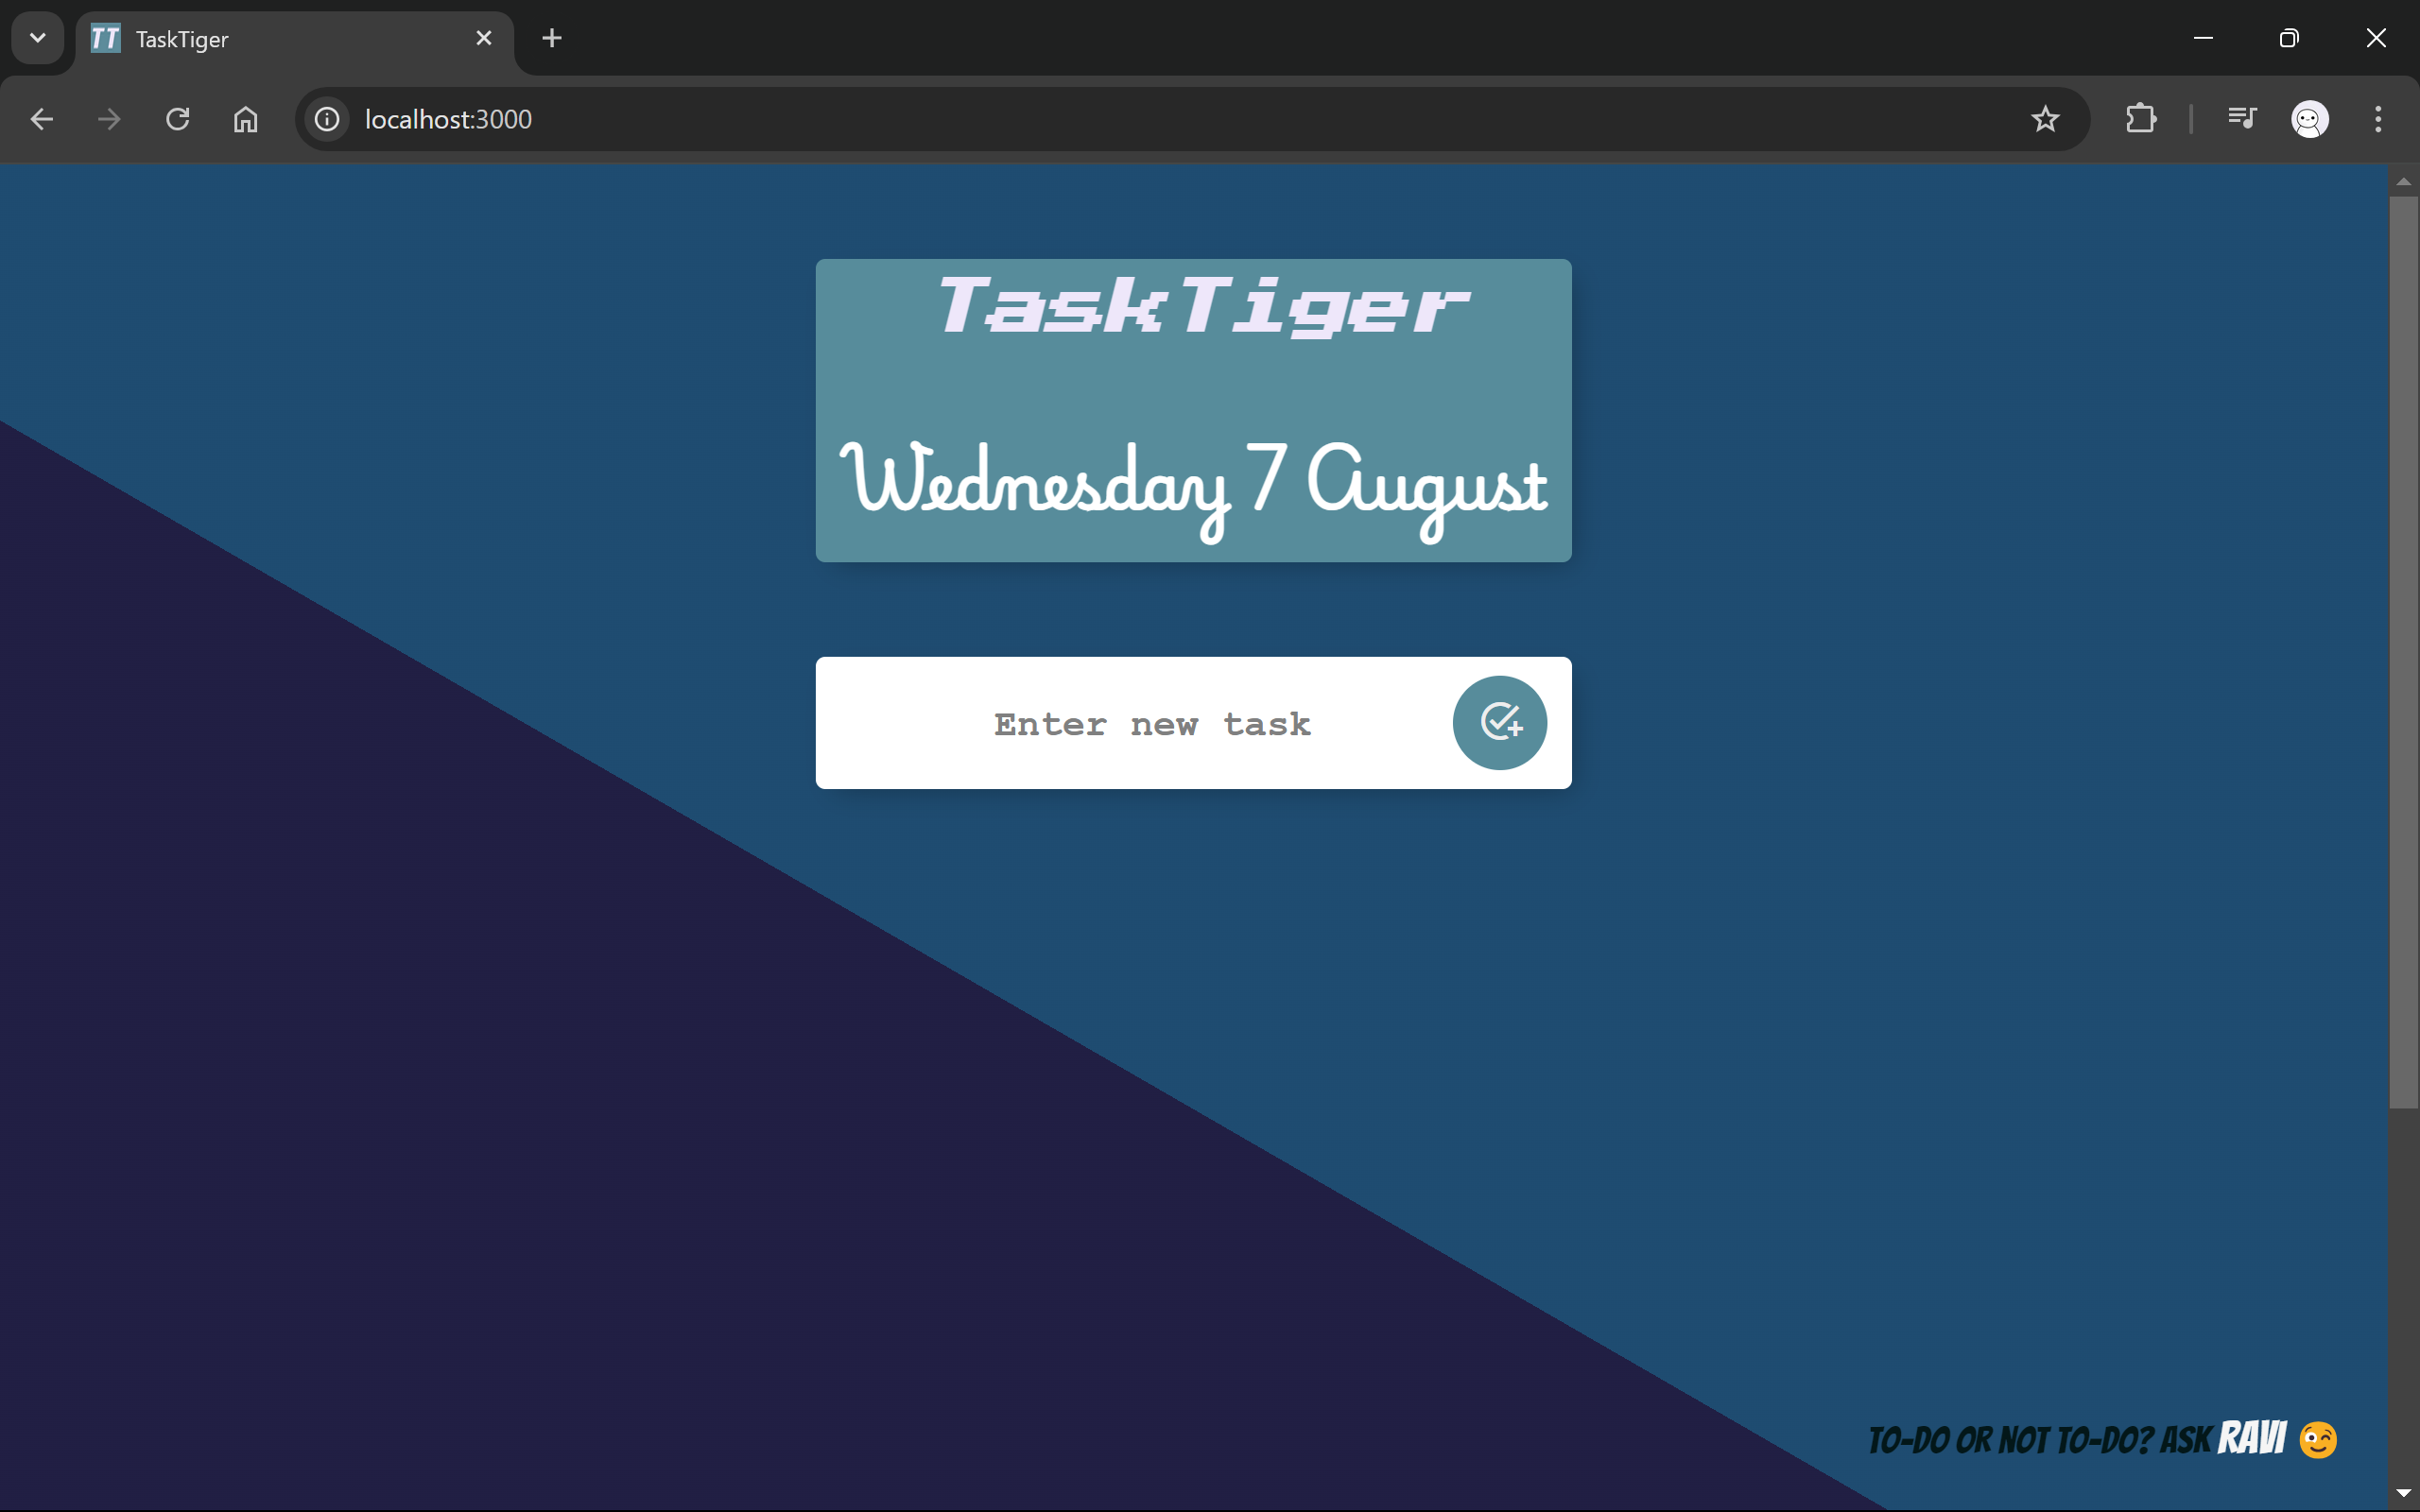 TT TaskTiger
localhost:3000
TaskTiger
Wednesday 7 August
Enter new task
TO-DO OR NOT TO-DO? ASK RAVI 😉